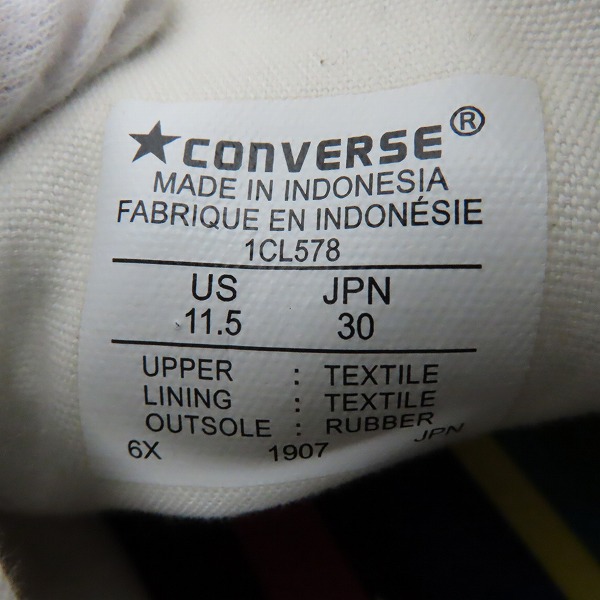 ★CONVERSE®
MADE IN INDONESIA
FABRIQUE EN INDONÉSIE
1CL578
US JPN
11.5 30
UPPER : TEXTILE
LINING : TEXTILE
OUTSOLE : RUBBER
6X 1907 JPN